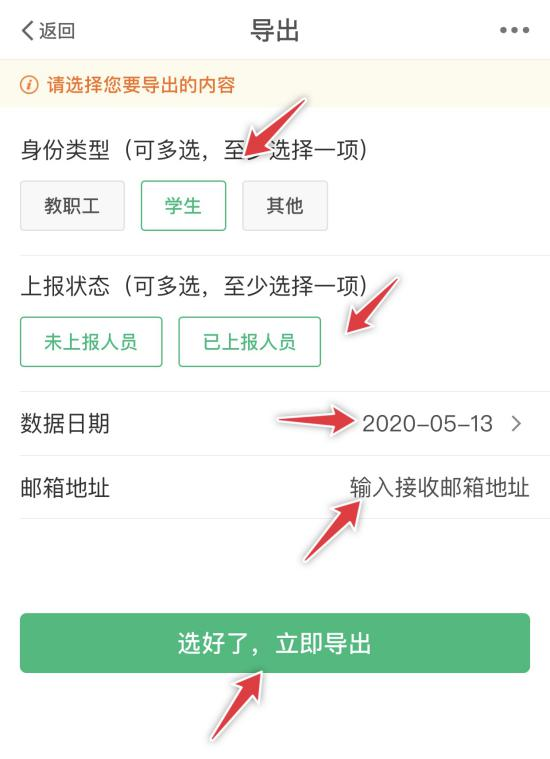 返回
导出
请选择您要导出的内容
身份类型（可多选，至少选择一项）
教职工 学生 其他
上报状态（可多选，至少选择一项）
未上报人员 已上报人员
数据日期 2020-05-13
邮箱地址 输入接收邮箱地址
选好了，立即导出